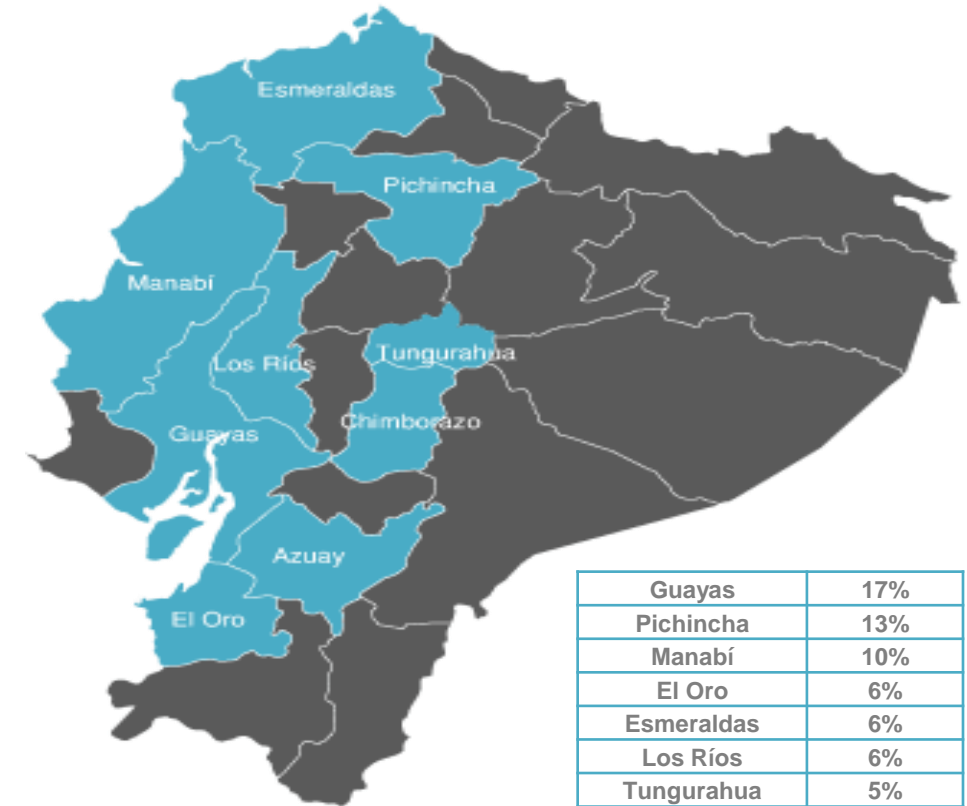 Esmeraldas
Pichincha
Manabí
Los Ríos
Tungurahua
Chimborazo
Guayas
Azuay
El Oro
Guayas 17%
Pichincha 13%
Manabí 10%
El Oro 6%
Esmeraldas 6%
Los Ríos 6%
Tungurahua 5%